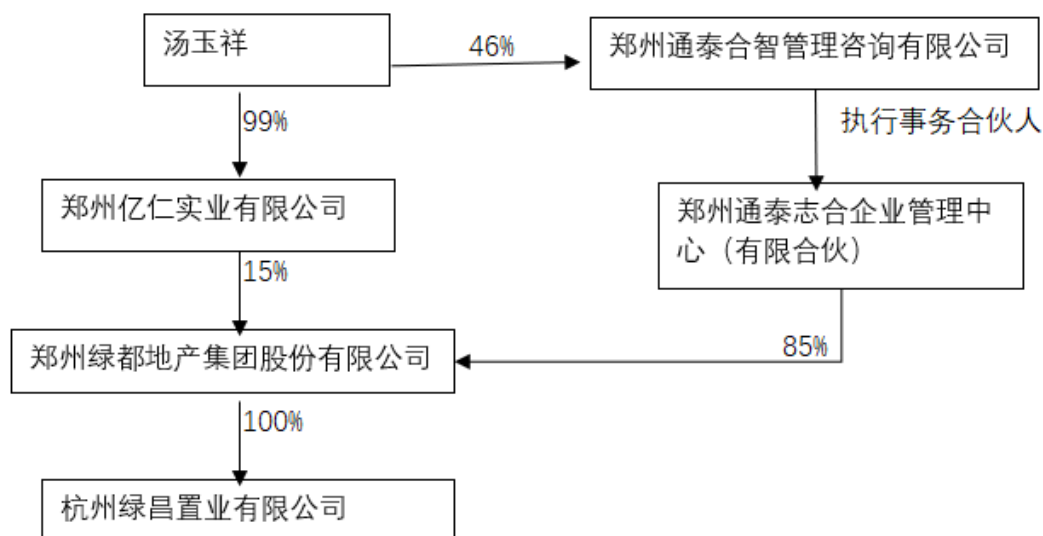 汤玉祥
46%
郑州通泰合智管理咨询有限公司
99%
执行事务合伙人
郑州亿仁实业有限公司
郑州通泰志合企业管理中
心（有限合伙）
15%
85%
郑州绿都地产集团股份有限公司
100%
杭州绿昌置业有限公司